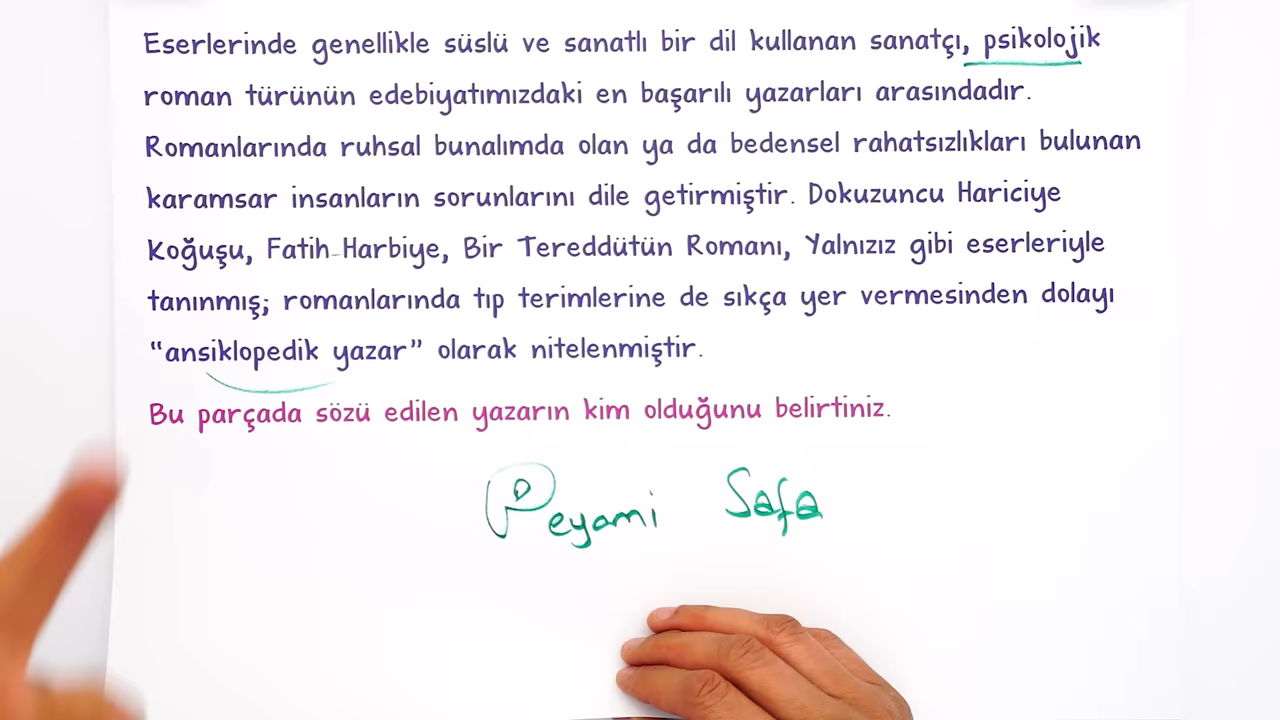 Eserlerinde genellikle süslü ve sanatlı bir dil kullanan sanatçı, psikolojik
roman türünün edebiyatımızdaki en başarılı yazarları arasındadır.
Romanlarında ruhsal bunalımda olan ya da bedensel rahatsızlıkları bulunan
karamsar insanların sorunlarını dile getirmiştir. Dokuzuncu Hariciye
Koğuşu, Fatih-Harbiye, Bir Tereddütün Romanı, Yalnızız gibi eserleriyle
tanınmış; romanlarında tıp terimlerine de sıkça yer vermesinden dolayı
“ansiklopedik yazar” olarak nitelenmiştir.
Bu parçada sözü edilen yazarın kim olduğunu belirtiniz.
Peyami Safa